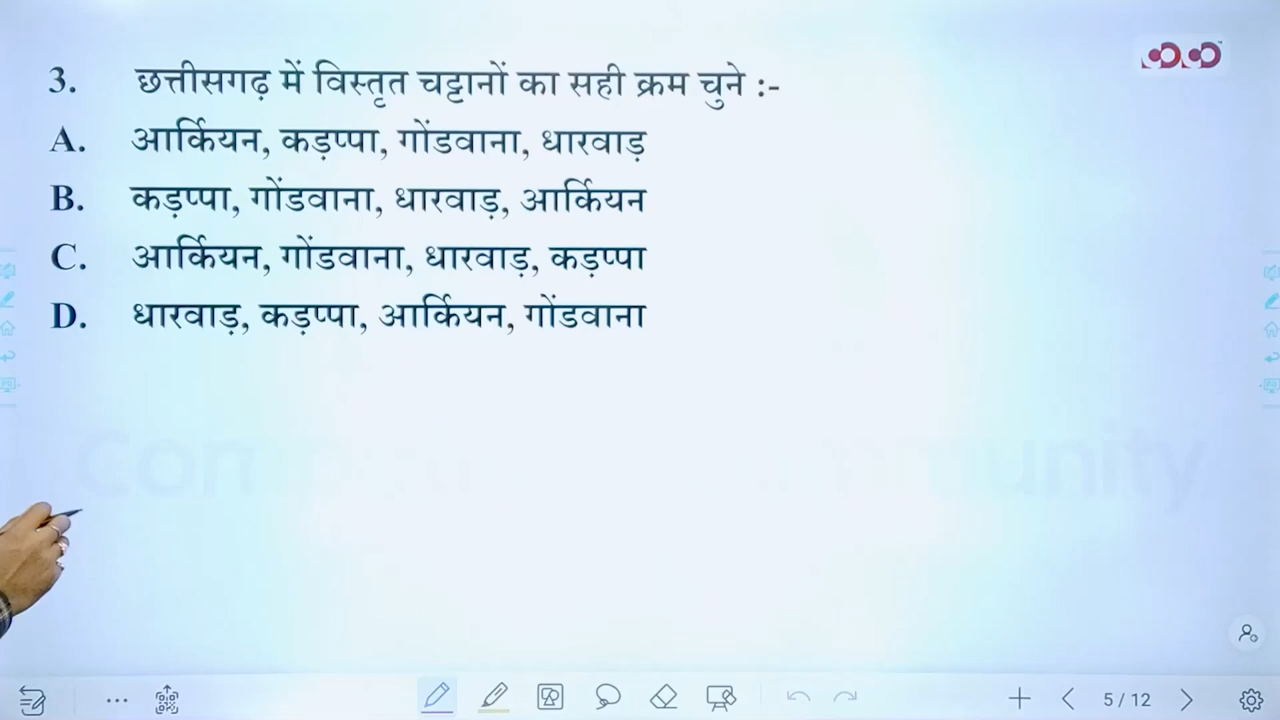 3. छत्तीसगढ़ में विस्तृत चट्टानों का सही क्रम चुने :-
A. आर्कियन, कड़प्पा, गोंडवाना, धारवाड़
B. कड़प्पा, गोंडवाना, धारवाड़, आर्कियन
C. आर्कियन, गोंडवाना, धारवाड़, कड़प्पा
D. धारवाड़, कड़प्पा, आर्कियन, गोंडवाना
5 / 12